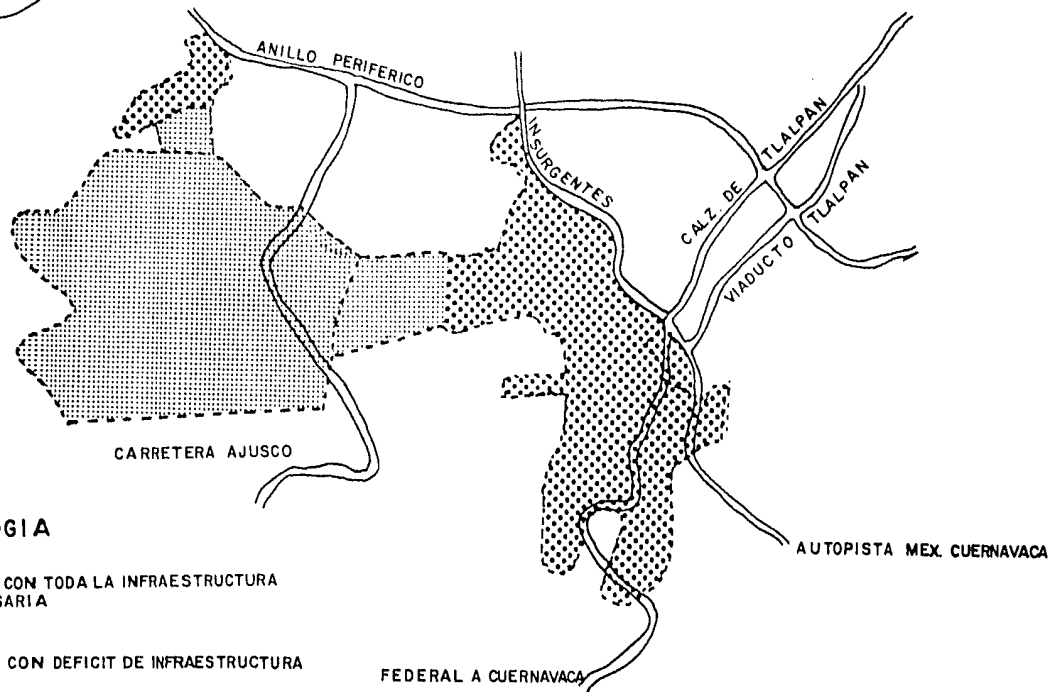 ANILLO PERIFERICO
INSURGENTES
CALZ. DE TLALPAN
VIADUCTO TLALPAN
CARRETERA AJUSCO
OGIA
AUTOPISTA MEX. CUERNAVACA
CON TODA LA INFRAESTRUCTURA
SARIA
CON DEFICIT DE INFRAESTRUCTURA
FEDERAL A CUERNAVACA